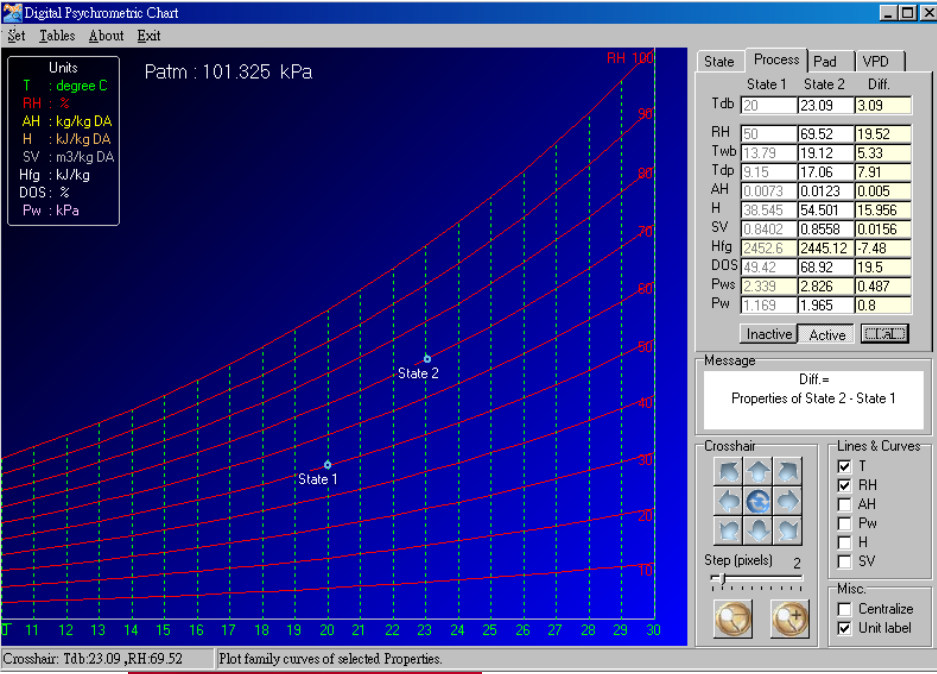 Digital Psychrometric Chart
Set Tables About Exit
Units
T : degree C
RH : %
AH : kg/kg DA
H : kJ/kg DA
SV : m3/kg DA
Hfg : kJ/kg
DOS : %
Pw : kPa
Patm : 101.325 kPa
RH 100
90
80
70
60
50
40
30
20
10
State 2
State 1
T 11 12 13 14 15 16 17 18 19 20 21 22 23 24 25 26 27 28 29 30
State Process Pad VPD
State 1 State 2 Diff.
Tdb 20 23.09 3.09
RH 50 69.52 19.52
Twb 13.79 19.12 5.33
Tdp 9.15 17.06 7.91
AH 0.0073 0.0123 0.005
H 38.545 54.501 15.956
SV 0.8402 0.8558 0.0156
Hfg 2452.6 2445.12 -7.48
DOS 49.42 68.92 19.5
Pws 2.339 2.826 0.487
Pw 1.169 1.965 0.8
Inactive Active Cal
Message
Diff.=
Properties of State 2 - State 1
Crosshair
Step (pixels) 2
Lines & Curves
T
RH
AH
Pw
H
SV
Misc.
Centralize
Unit label
Crosshair: Tdb:23.09 ,RH:69.52 Plot family curves of selected Properties.